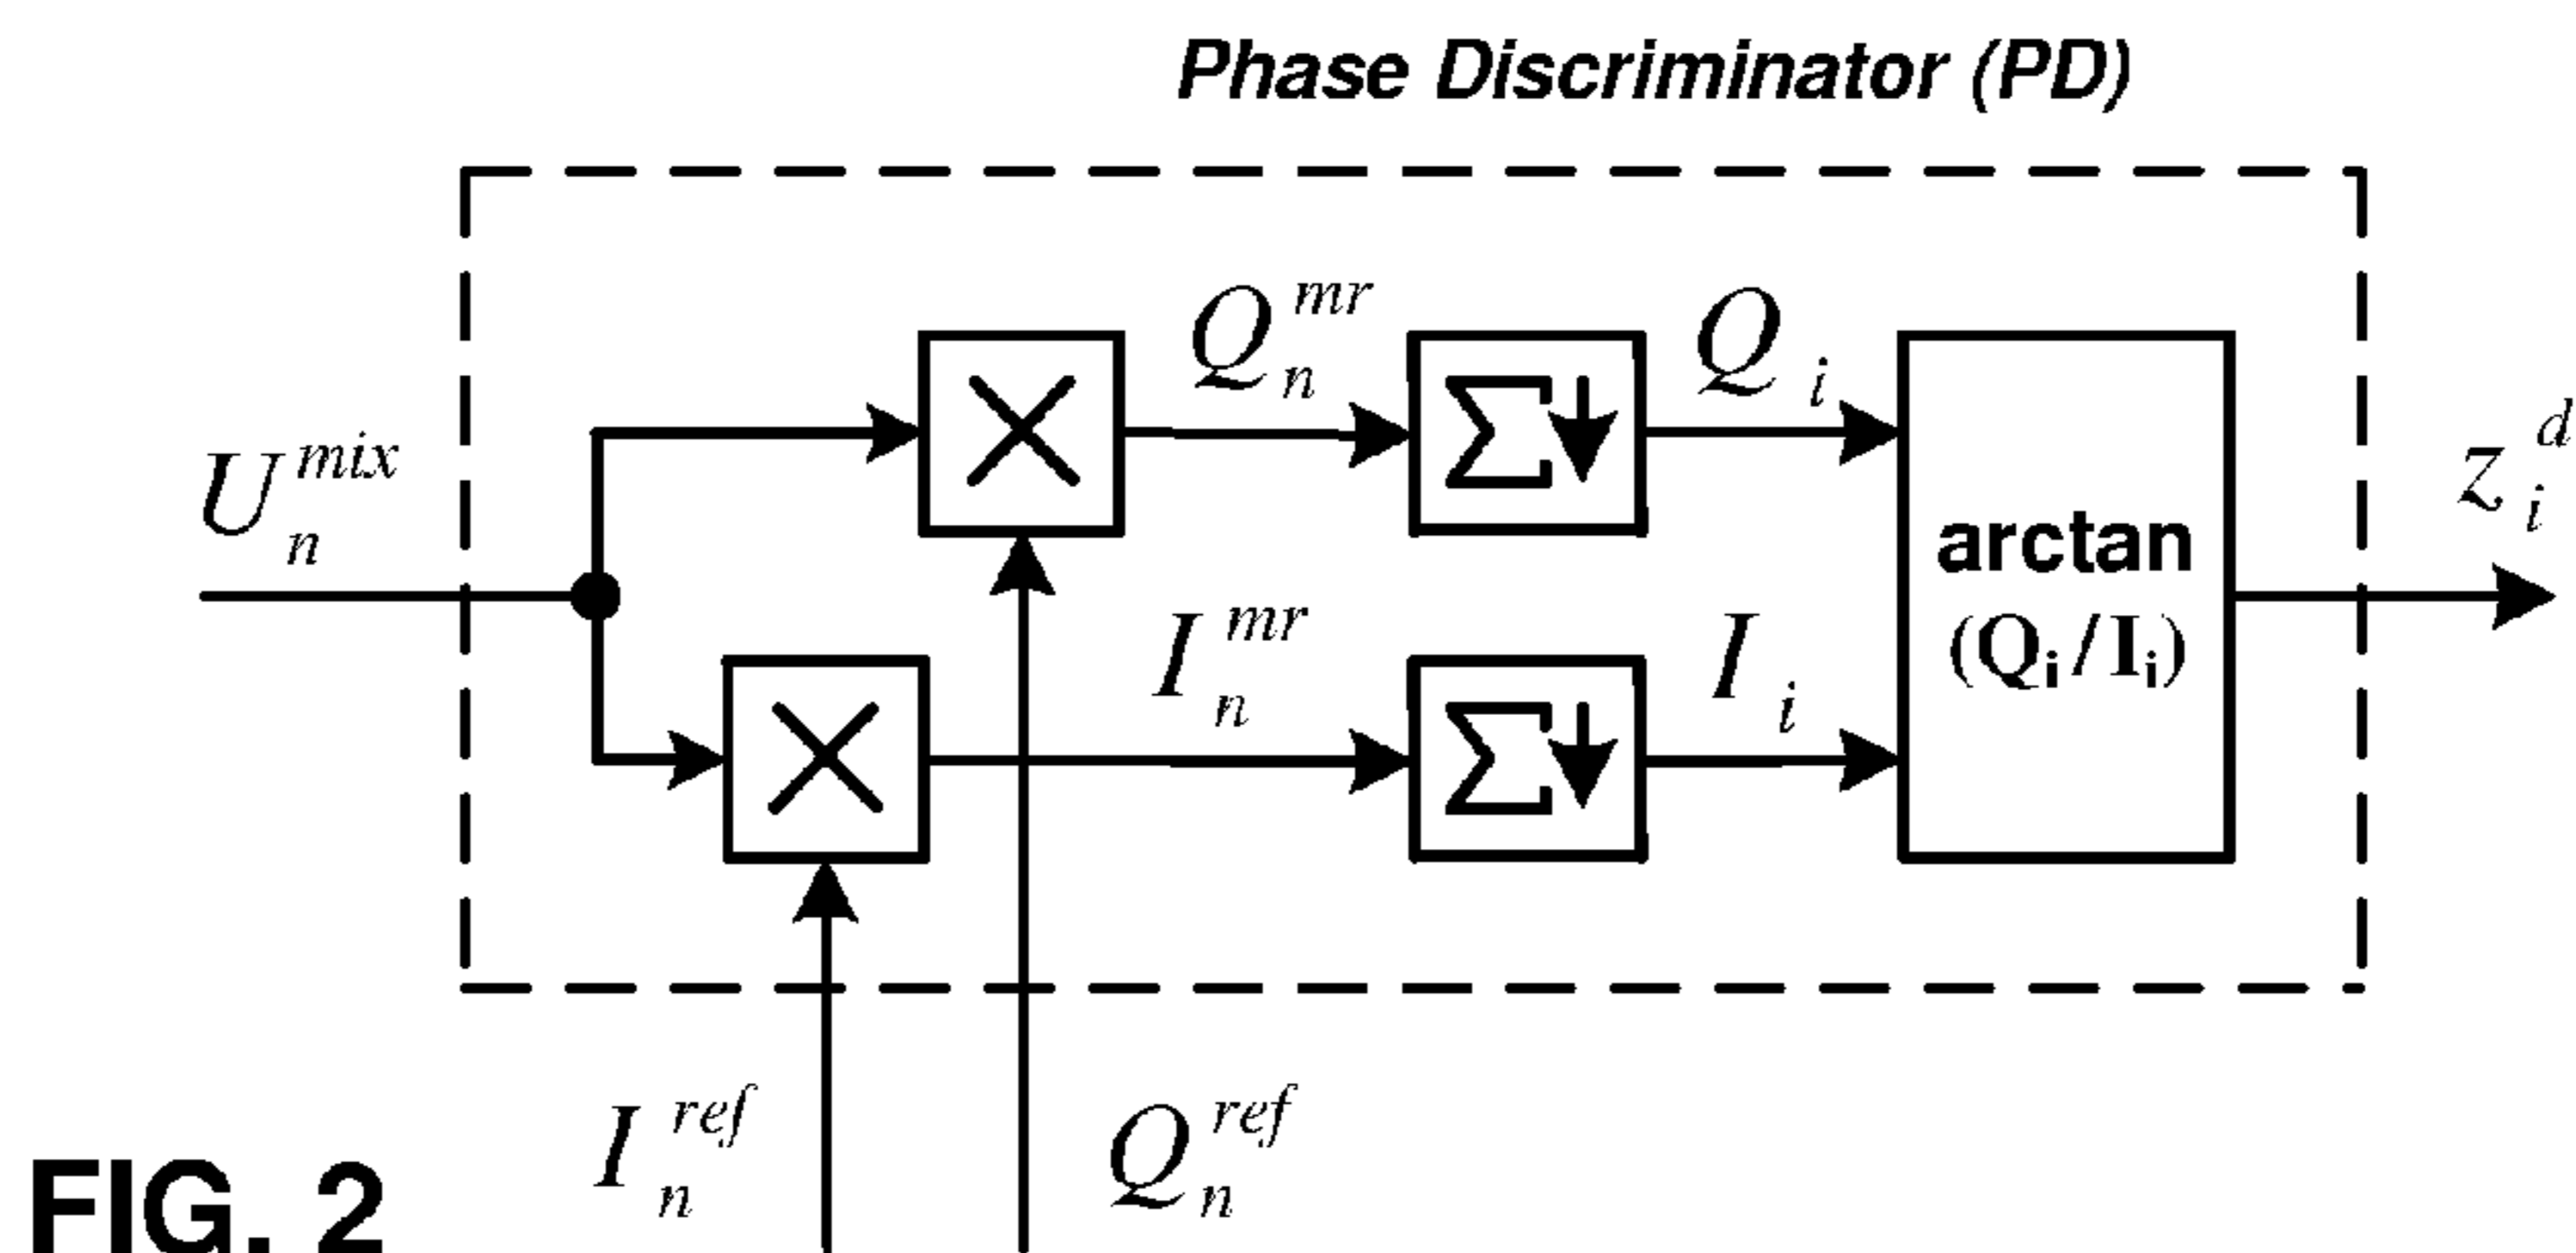 Phase Discriminator (PD)
U_n^{mix}
Q_n^{mr}
Σ↓
Q_i
I_n^{mr}
Σ↓
I_i
arctan
(Q_i/I_i)
z_i^d
I_n^{ref}
Q_n^{ref}
FIG. 2